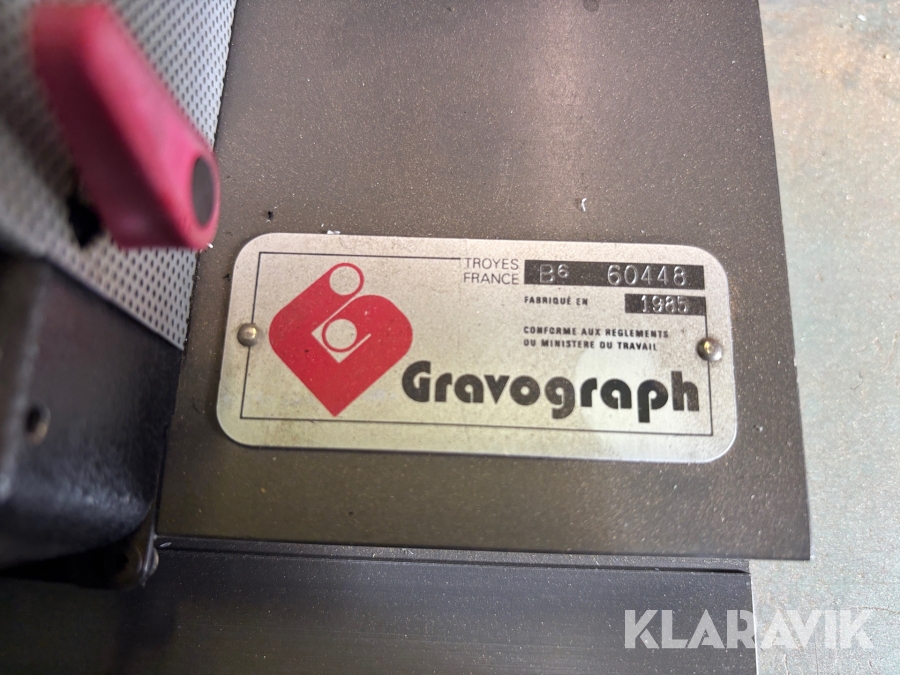 TROYES
FRANCE
B6 60448
FABRIQUÉ EN 1985
CONFORME AUX REGLEMENTS
DU MINISTERE DU TRAVAIL
Gravograph
KLARAVIK